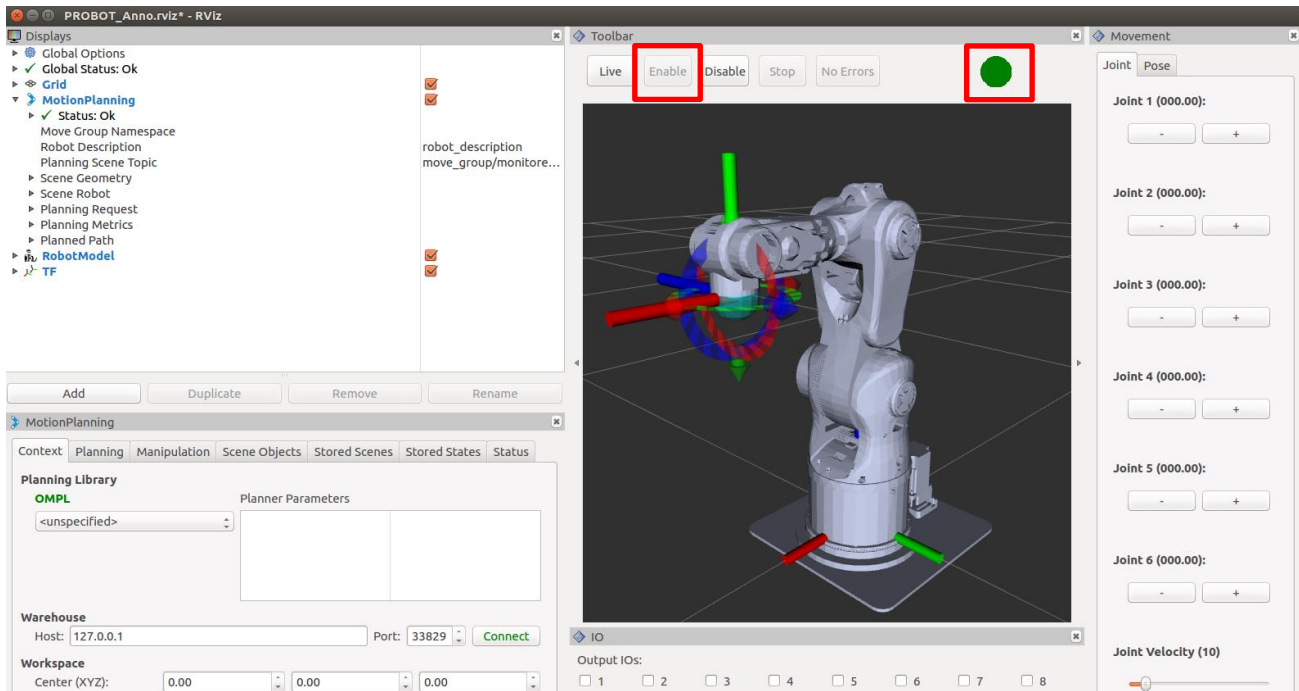 PROBOT_Anno.rviz* - RViz
Displays
Global Options
Global Status: Ok
Grid
MotionPlanning
Status: Ok
Move Group Namespace
Robot Description robot_description
Planning Scene Topic move_group/monitore...
Scene Geometry
Scene Robot
Planning Request
Planning Metrics
Planned Path
RobotModel
TF
Add Duplicate Remove Rename
MotionPlanning
Context Planning Manipulation Scene Objects Stored Scenes Stored States Status
Planning Library
OMPL Planner Parameters
<unspecified>
Warehouse
Host: 127.0.0.1 Port: 33829 Connect
Workspace
Center (XYZ): 0.00 0.00 0.00
Toolbar
Live Enable Disable Stop No Errors
IO
Output IOs:
1 2 3 4 5 6 7 8
Movement
Joint Pose
Joint 1 (000.00):
- +
Joint 2 (000.00):
- +
Joint 3 (000.00):
- +
Joint 4 (000.00):
- +
Joint 5 (000.00):
- +
Joint 6 (000.00):
- +
Joint Velocity (10)